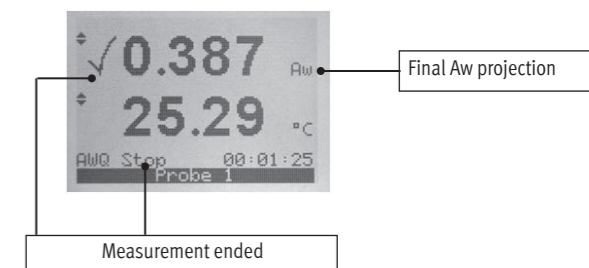 0.387 Aw
Final Aw projection
25.29 °C
AWQ Stop 00:01:25
Probe 1
Measurement ended